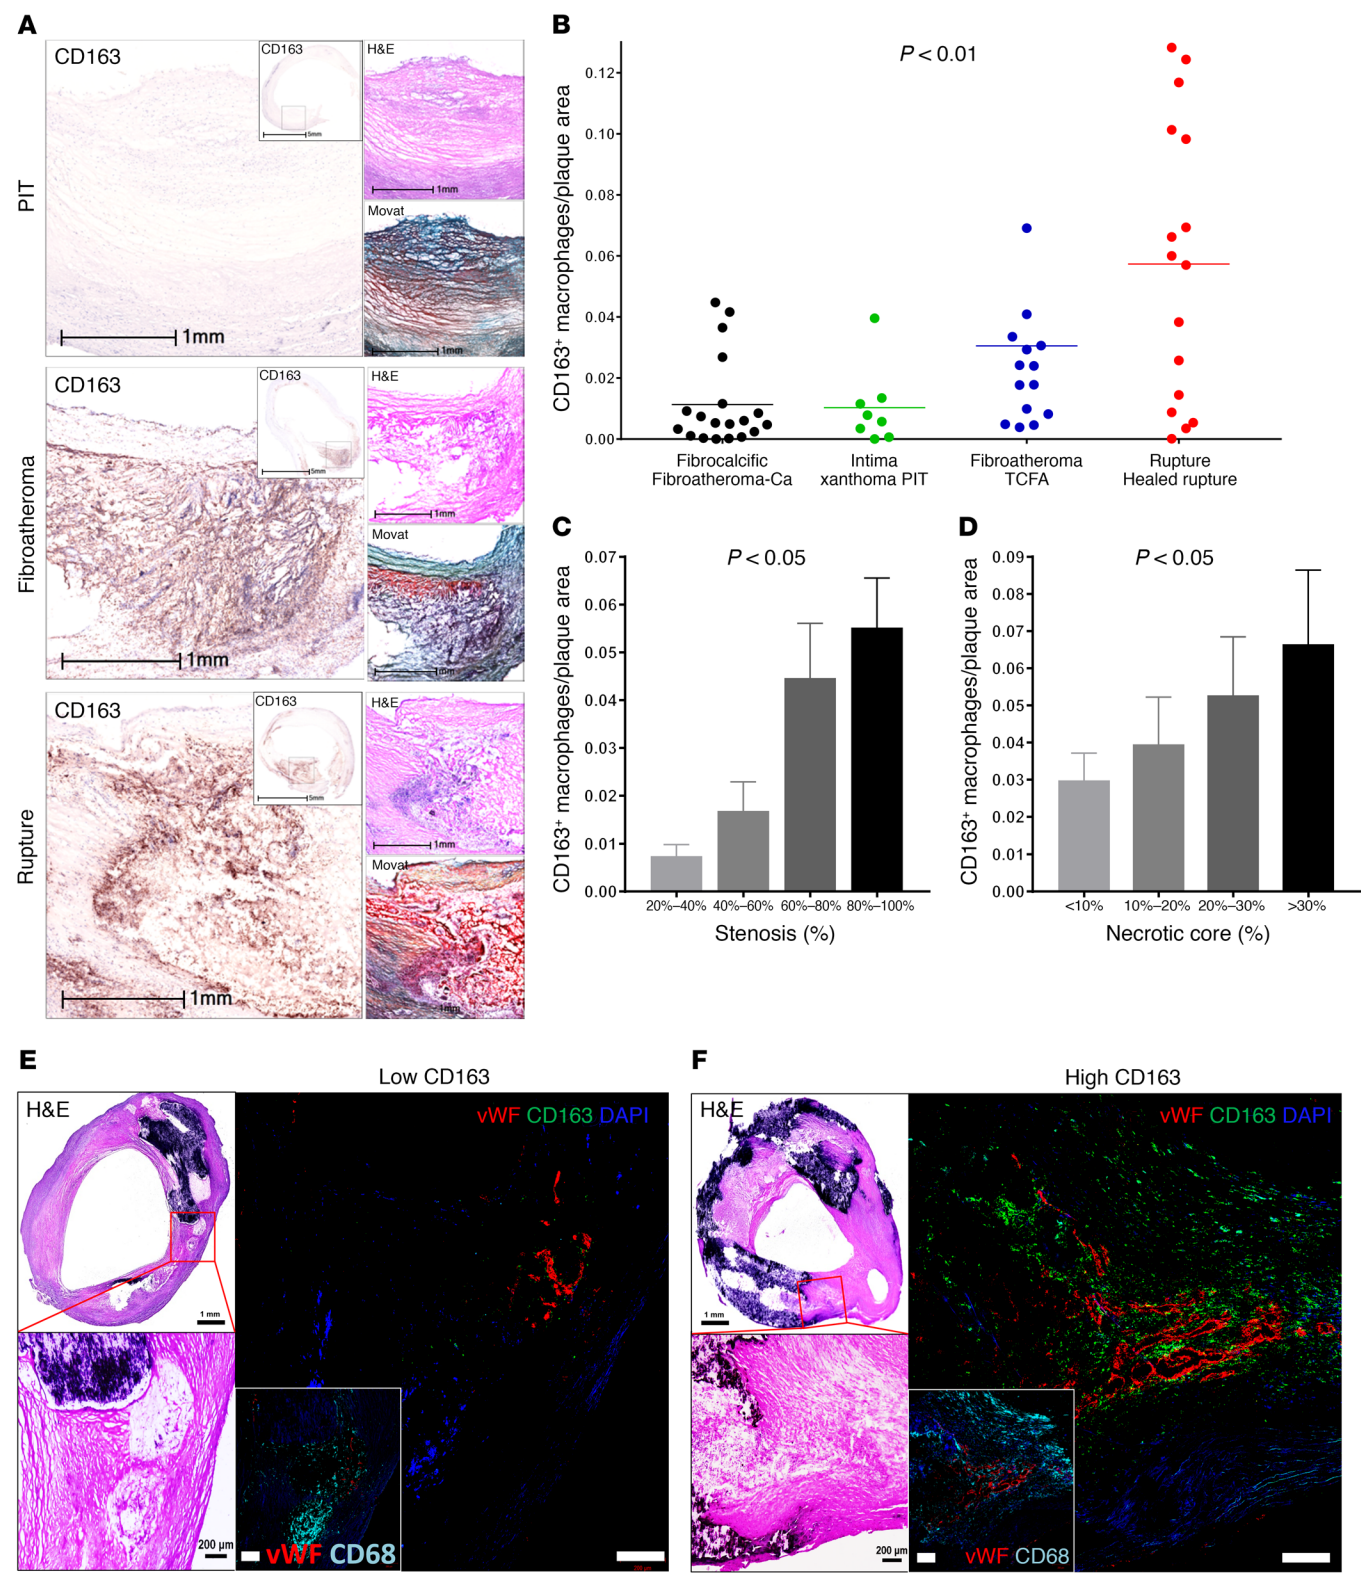 A
CD163
CD163
5mm
H&E
1mm
Movat
1mm
1mm
PIT
CD163
CD163
5mm
H&E
1mm
Movat
1mm
Fibroatheroma
CD163
CD163
5mm
H&E
1mm
Movat
1mm
1mm
Rupture
B
P < 0.01
CD163+ macrophages/plaque area
0.12
0.10
0.08
0.06
0.04
0.02
0.00
Fibrocalcific
Fibroatheroma-Ca
Intima
xanthoma PIT
Fibroatheroma
TCFA
Rupture
Healed rupture
C
P < 0.05
CD163+ macrophages/plaque area
0.07
0.06
0.05
0.04
0.03
0.02
0.01
0.00
20%–40% 40%–60% 60%–80% 80%–100%
Stenosis (%)
D
P < 0.05
CD163+ macrophages/plaque area
0.09
0.08
0.07
0.06
0.05
0.04
0.03
0.02
0.01
0.00
<10% 10%–20% 20%–30% >30%
Necrotic core (%)
E
Low CD163
H&E
1 mm
200 µm
vWF CD163 DAPI
vWF CD68
F
High CD163
H&E
1 mm
200 µm
vWF CD163 DAPI
vWF CD68